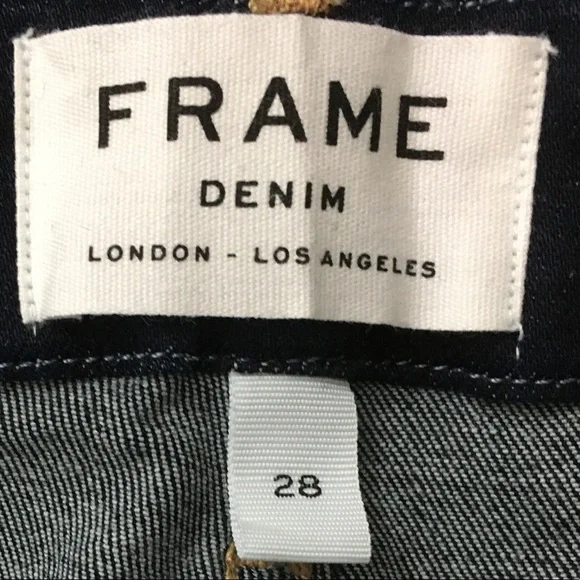 FRAME
DENIM
LONDON - LOS ANGELES
28